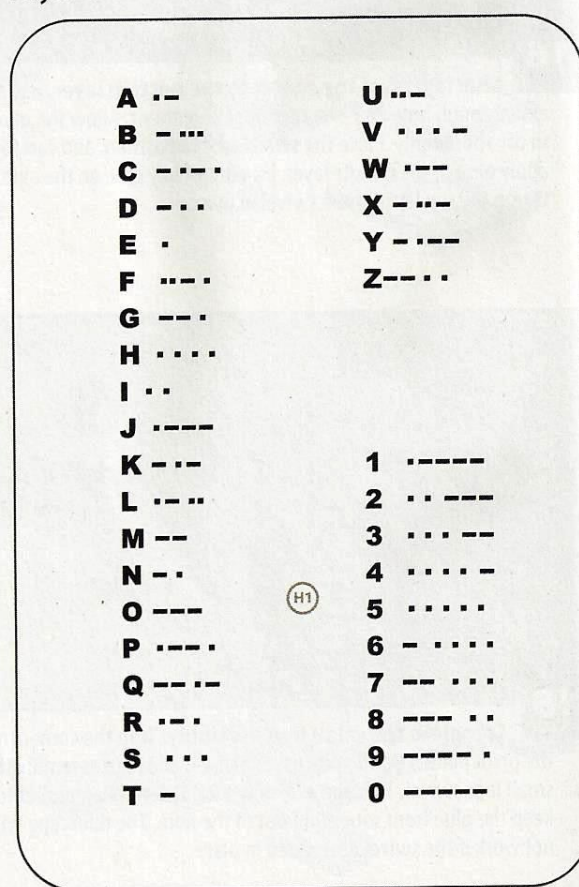 A ·–
B – ···
C – · – ·
D – · ·
E ·
F ··– ·
G –– ·
H · · · ·
I · ·
J ·–––
K – · –
L ·– ··
M ––
N – ·
O –––
P ·–– ·
Q –– ·–
R ·– ·
S · · ·
T –
U ··–
V · · · –
W ·––
X – ··–
Y – ·––
Z –– · ·
1 ·––––
2 · · –––
3 · · · ––
4 · · · · –
5 · · · · ·
6 – · · · ·
7 –– · · ·
8 ––– · ·
9 –––– ·
0 –––––
H1